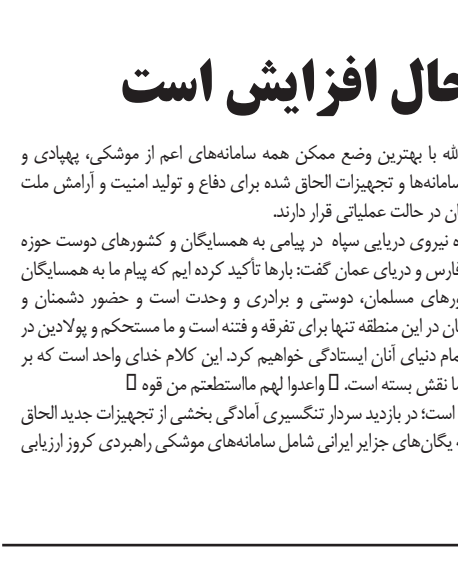 حال افزایش است
لله با بهترین وضع ممکن همه سامانه‌های اعم از موشکی، پهپادی و
سامانه‌ها و تجهیزات الحاق شده برای دفاع و تولید امنیت و آرامش ملت
ان در حالت عملیاتی قرار دارند.
ه نیروی دریایی سپاه در پیامی به همسایگان و کشورهای دوست حوزه
فارس و دریای عمان گفت: بارها تأکید کرده ایم که پیام ما به همسایگان
ورهای مسلمان، دوستی و برادری و وحدت است و حضور دشمنان و
ان در این منطقه تنها برای تفرقه و فتنه است و ما مستحکم و پولادین در
مام دنیای آنان ایستادگی خواهیم کرد. این کلام خدای واحد است که بر
ما نقش بسته است. ▯ واعدوا لهم مااستطعتم من قوه ▯
است؛ در بازدید سردار تنگسیری آمادگی بخشی از تجهیزات جدید الحاق
ه یگان‌های جزایر ایرانی شامل سامانه‌های موشکی راهبردی کروز ارزیابی